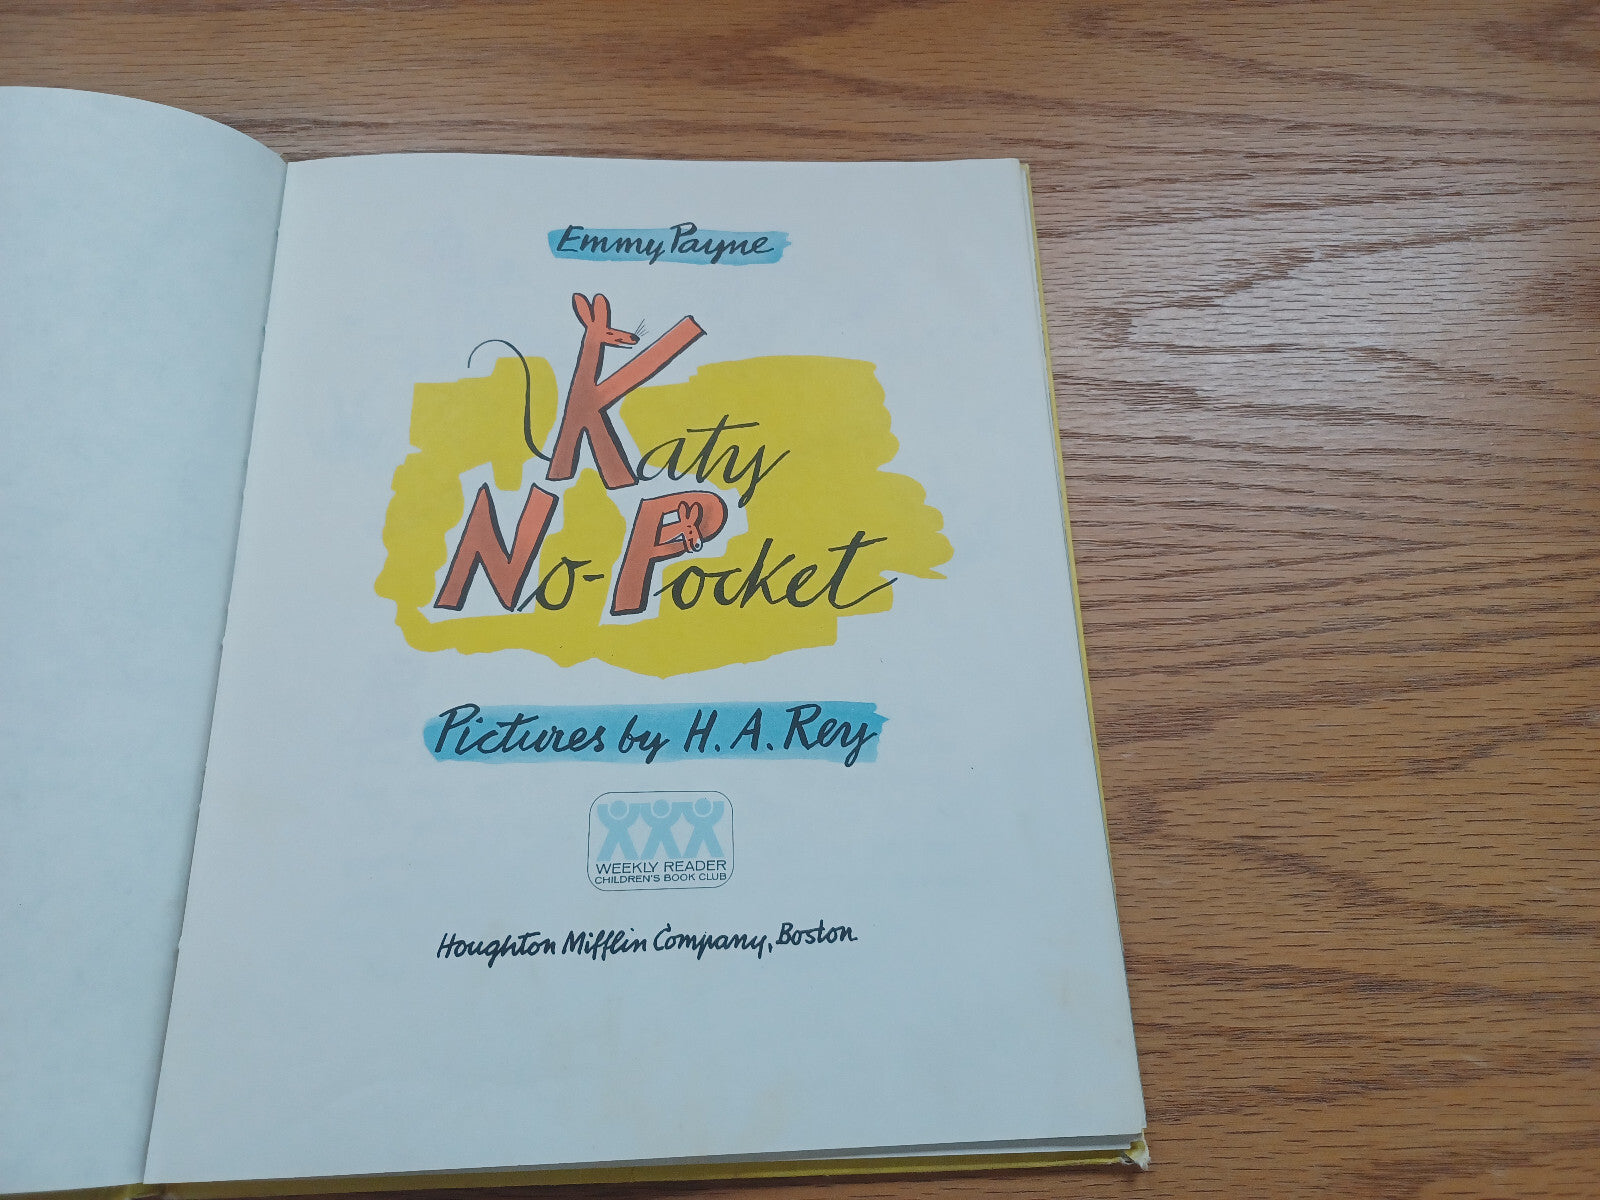 Emmy Payne
Katy
No-Pocket
Pictures by H. A. Rey
WEEKLY READER
CHILDREN'S BOOK CLUB
Houghton Mifflin Company, Boston